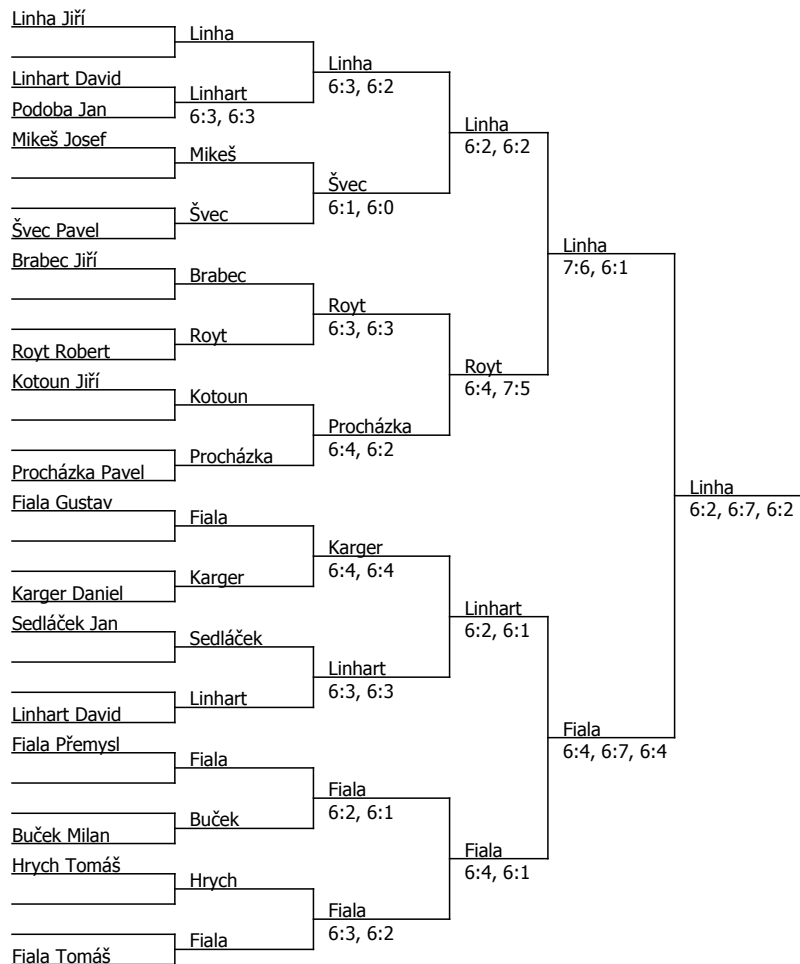 Linha Jiří
Linhart David
Podoba Jan
Mikeš Josef
Švec Pavel
Brabec Jiří
Royt Robert
Kotoun Jiří
Procházka Pavel
Fiala Gustav
Karger Daniel
Sedláček Jan
Linhart David
Fiala Přemysl
Buček Milan
Hrych Tomáš
Fiala Tomáš
Linha
Linhart
6:3, 6:3
Mikeš
Švec
Brabec
Royt
Kotoun
Procházka
Fiala
Karger
Sedláček
Linhart
Fiala
Buček
Hrych
Fiala
Linha
6:3, 6:2
Švec
6:1, 6:0
Royt
6:3, 6:3
Procházka
6:4, 6:2
Karger
6:4, 6:4
Linhart
6:3, 6:3
Fiala
6:2, 6:1
Fiala
6:3, 6:2
Linha
6:2, 6:2
Royt
6:4, 7:5
Linhart
6:2, 6:1
Fiala
6:4, 6:1
Linha
7:6, 6:1
Fiala
6:4, 6:7, 6:4
Linha
6:2, 6:7, 6:2